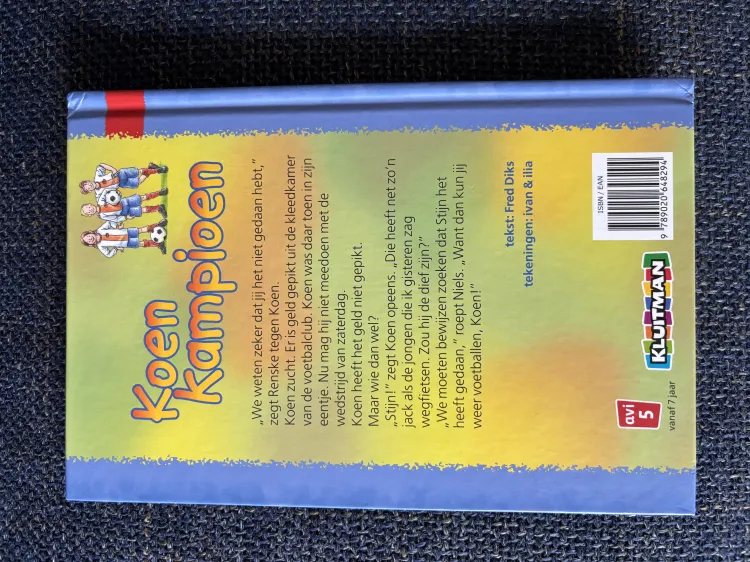 Koen
Kampioen
„We weten zeker dat jij het niet gedaan hebt,”
zegt Renske tegen Koen.
Koen zucht. Er is geld gepikt uit de kleedkamer
van de voetbalclub. Koen was daar toen in zijn
eentje. Nu mag hij niet meedoen met de
wedstrijd van zaterdag.
Koen heeft het geld niet gepikt.
Maar wie dan wel?
„Stijn!” zegt Koen opeens. „Die heeft net zo’n
jack als de jongen die ik gisteren zag
wegfietsen. Zou hij de dief zijn?”
„We moeten bewijzen zoeken dat Stijn het
heeft gedaan,” roept Niels. „Want dan kun jij
weer voetballen, Koen!”
tekst: Fred Diks
tekeningen: ivan & ilia
avi
5
vanaf 7 jaar
KLUITMAN
ISBN / EAN
9 789020 648294